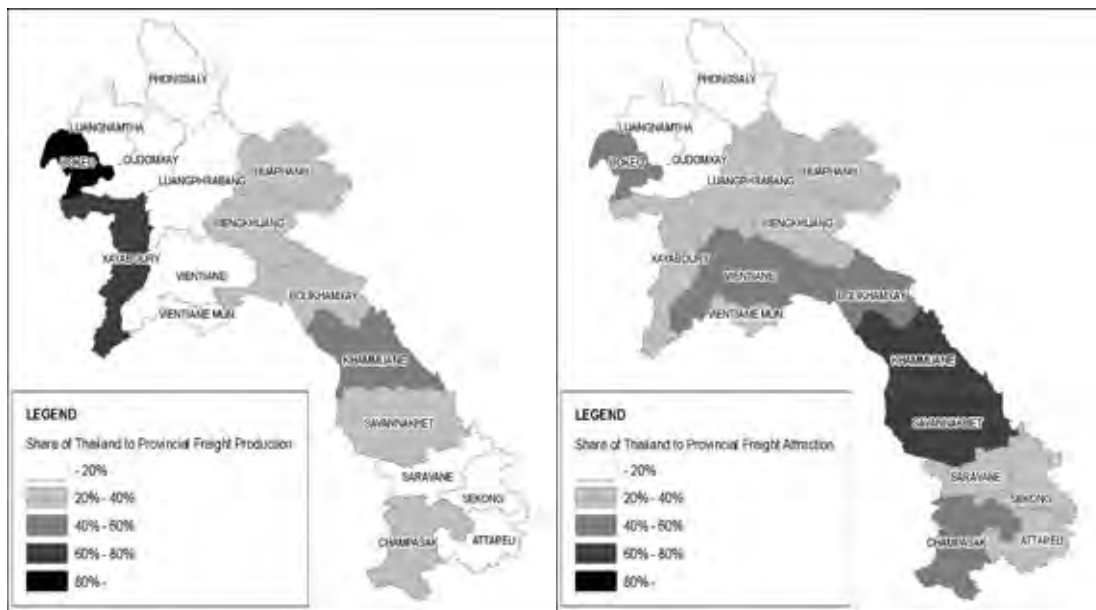 PHONGSALY
LUANGNAMTHA
BOKEO
OUDOMXAY
LUANGPHRABANG
HUAPHANH
XIENGKHUANG
XAYABOURY
VIENTIANE
BOLIKHAMXAY
VIENTIANE MUN.
KHAMMUANE
SAVANNAKHET
SARAVANE
SEKONG
CHAMPASAK
ATTAPEU
LEGEND
Share of Thailand to Provincial Freight Production
- 20%
20% - 40%
40% - 60%
60% - 80%
80% -
PHONGSALY
LUANGNAMTHA
BOKEO
OUDOMXAY
LUANGPHRABANG
HUAPHANH
XIENGKHUANG
XAYABOURY
VIENTIANE
BOLIKHAMXAY
VIENTIANE MUN.
KHAMMUANE
SAVANNAKHET
SARAVANE
SEKONG
CHAMPASAK
ATTAPEU
LEGEND
Share of Thailand to Provincial Freight Attraction
- 20%
20% - 40%
40% - 60%
60% - 80%
80% -